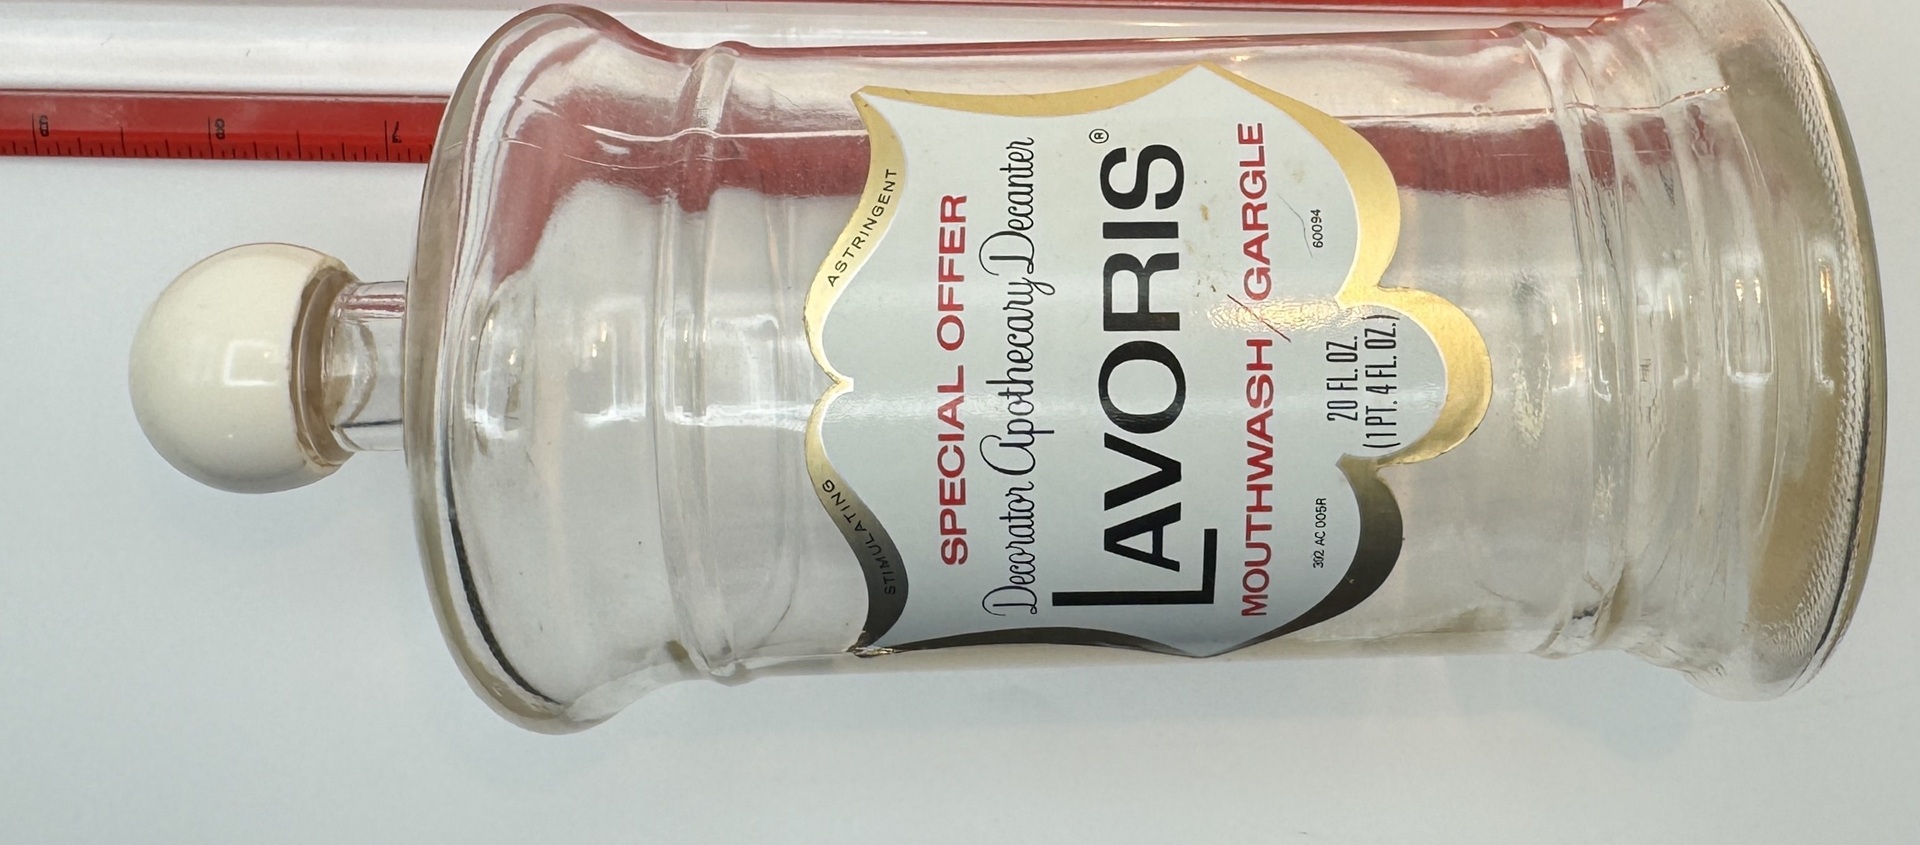 STIMULATING ASTRINGENT
SPECIAL OFFER
Decorator Apothecary Decanter
LAVORIS®
MOUTHWASH/GARGLE
302 AC 005R
60094
20 FL. OZ.
(1 PT. 4 FL. OZ.)
9
8
7